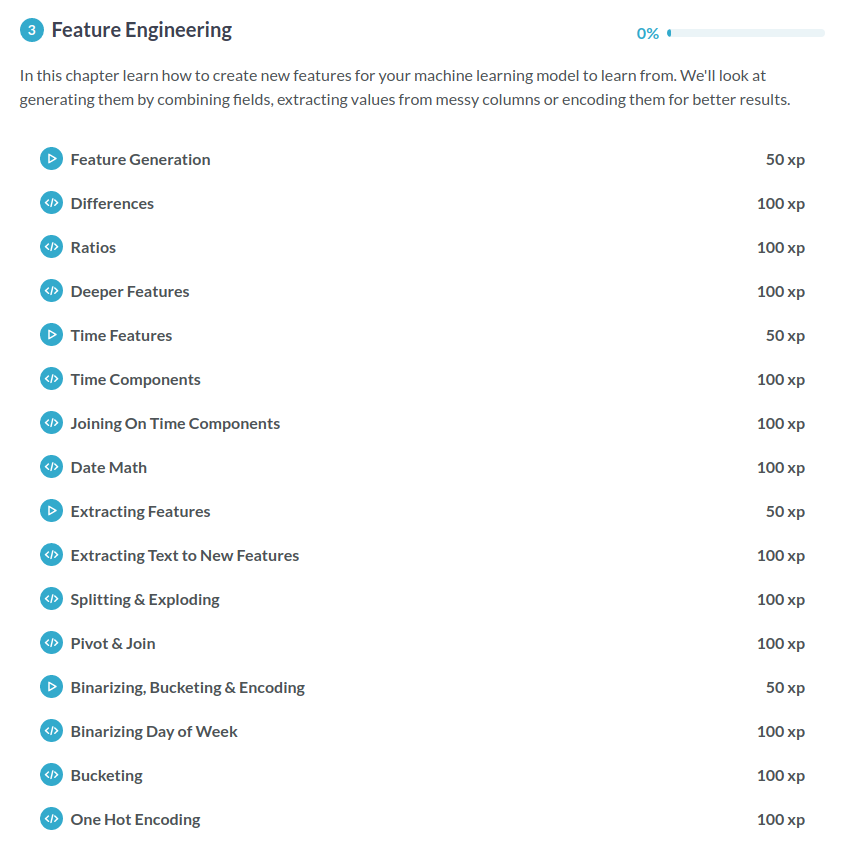 3 Feature Engineering 0%
In this chapter learn how to create new features for your machine learning model to learn from. We'll look at
generating them by combining fields, extracting values from messy columns or encoding them for better results.
Feature Generation 50 xp
Differences 100 xp
Ratios 100 xp
Deeper Features 100 xp
Time Features 50 xp
Time Components 100 xp
Joining On Time Components 100 xp
Date Math 100 xp
Extracting Features 50 xp
Extracting Text to New Features 100 xp
Splitting & Exploding 100 xp
Pivot & Join 100 xp
Binarizing, Bucketing & Encoding 50 xp
Binarizing Day of Week 100 xp
Bucketing 100 xp
One Hot Encoding 100 xp